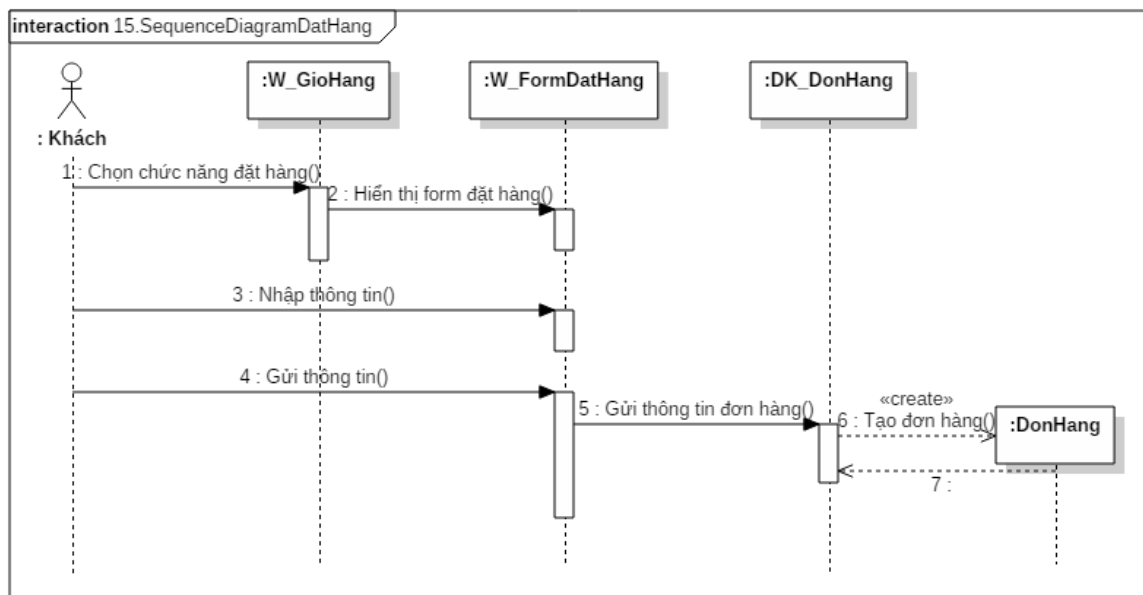 interaction 15.SequenceDiagramDatHang
:W_GioHang
:W_FormDatHang
:DK_DonHang
: Khách
1 : Chọn chức năng đặt hàng()
2 : Hiển thị form đặt hàng()
3 : Nhập thông tin()
4 : Gửi thông tin()
5 : Gửi thông tin đơn hàng()
«create»
6 : Tạo đơn hàng()
:DonHang
7 :